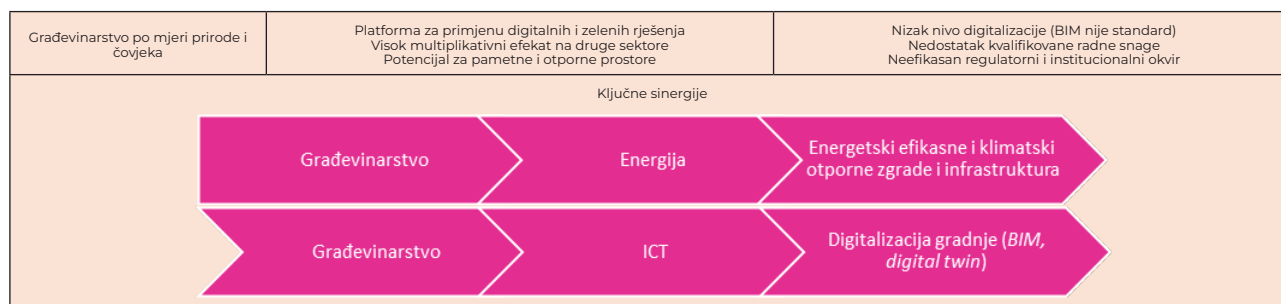 Građevinarstvo po mjeri prirode i
čovjeka
Platforma za primjenu digitalnih i zelenih rješenja
Visok multiplikativni efekat na druge sektore
Potencijal za pametne i otporne prostore
Nizak nivo digitalizacije (BIM nije standard)
Nedostatak kvalifikovane radne snage
Neefikasan regulatorni i institucionalni okvir
Ključne sinergije
Građevinarstvo
Energija
Energetski efikasne i klimatski
otporne zgrade i infrastruktura
Građevinarstvo
ICT
Digitalizacija gradnje (BIM,
digital twin)